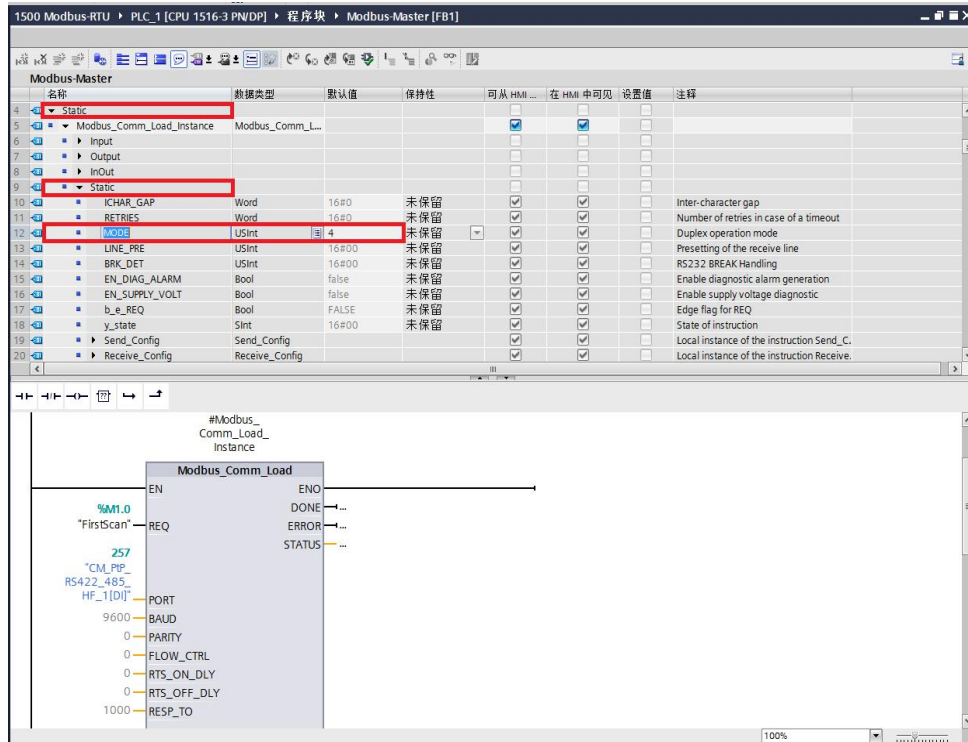 1500 Modbus-RTU ▸ PLC_1 [CPU 1516-3 PN/DP] ▸ 程序块 ▸ Modbus-Master [FB1]
Modbus-Master
名称 数据类型 默认值 保持性 可从 HMI ... 在 HMI 中可见 设置值 注释
4 Static
5 Modbus_Comm_Load_Instance Modbus_Comm_L...
6 Input
7 Output
8 InOut
9 Static
10 ICHAR_GAP Word 16#0 未保留 Inter-character gap
11 RETRIES Word 16#0 未保留 Number of retries in case of a timeout
12 MODE USInt 4 未保留 Duplex operation mode
13 LINE_PRE USInt 16#00 未保留 Presetting of the receive line
14 BRK_DET USInt 16#00 未保留 RS232 BREAK Handling
15 EN_DIAG_ALARM Bool false 未保留 Enable diagnostic alarm generation
16 EN_SUPPLY_VOLT Bool false 未保留 Enable supply voltage diagnostic
17 b_e_REQ Bool FALSE 未保留 Edge flag for REQ
18 y_state SInt 16#00 未保留 State of instruction
19 Send_Config Send_Config Local instance of the instruction Send_C.
20 Receive_Config Receive_Config Local instance of the instruction Receive.
#Modbus_
Comm_Load_
Instance
Modbus_Comm_Load
EN ENO
%M1.0 DONE ...
"FirstScan" REQ ERROR ...
STATUS ...
257
"CM_PtP_
RS422_485_
HF_1[DI]" PORT
9600 BAUD
0 PARITY
0 FLOW_CTRL
0 RTS_ON_DLY
0 RTS_OFF_DLY
1000 RESP_TO
100%